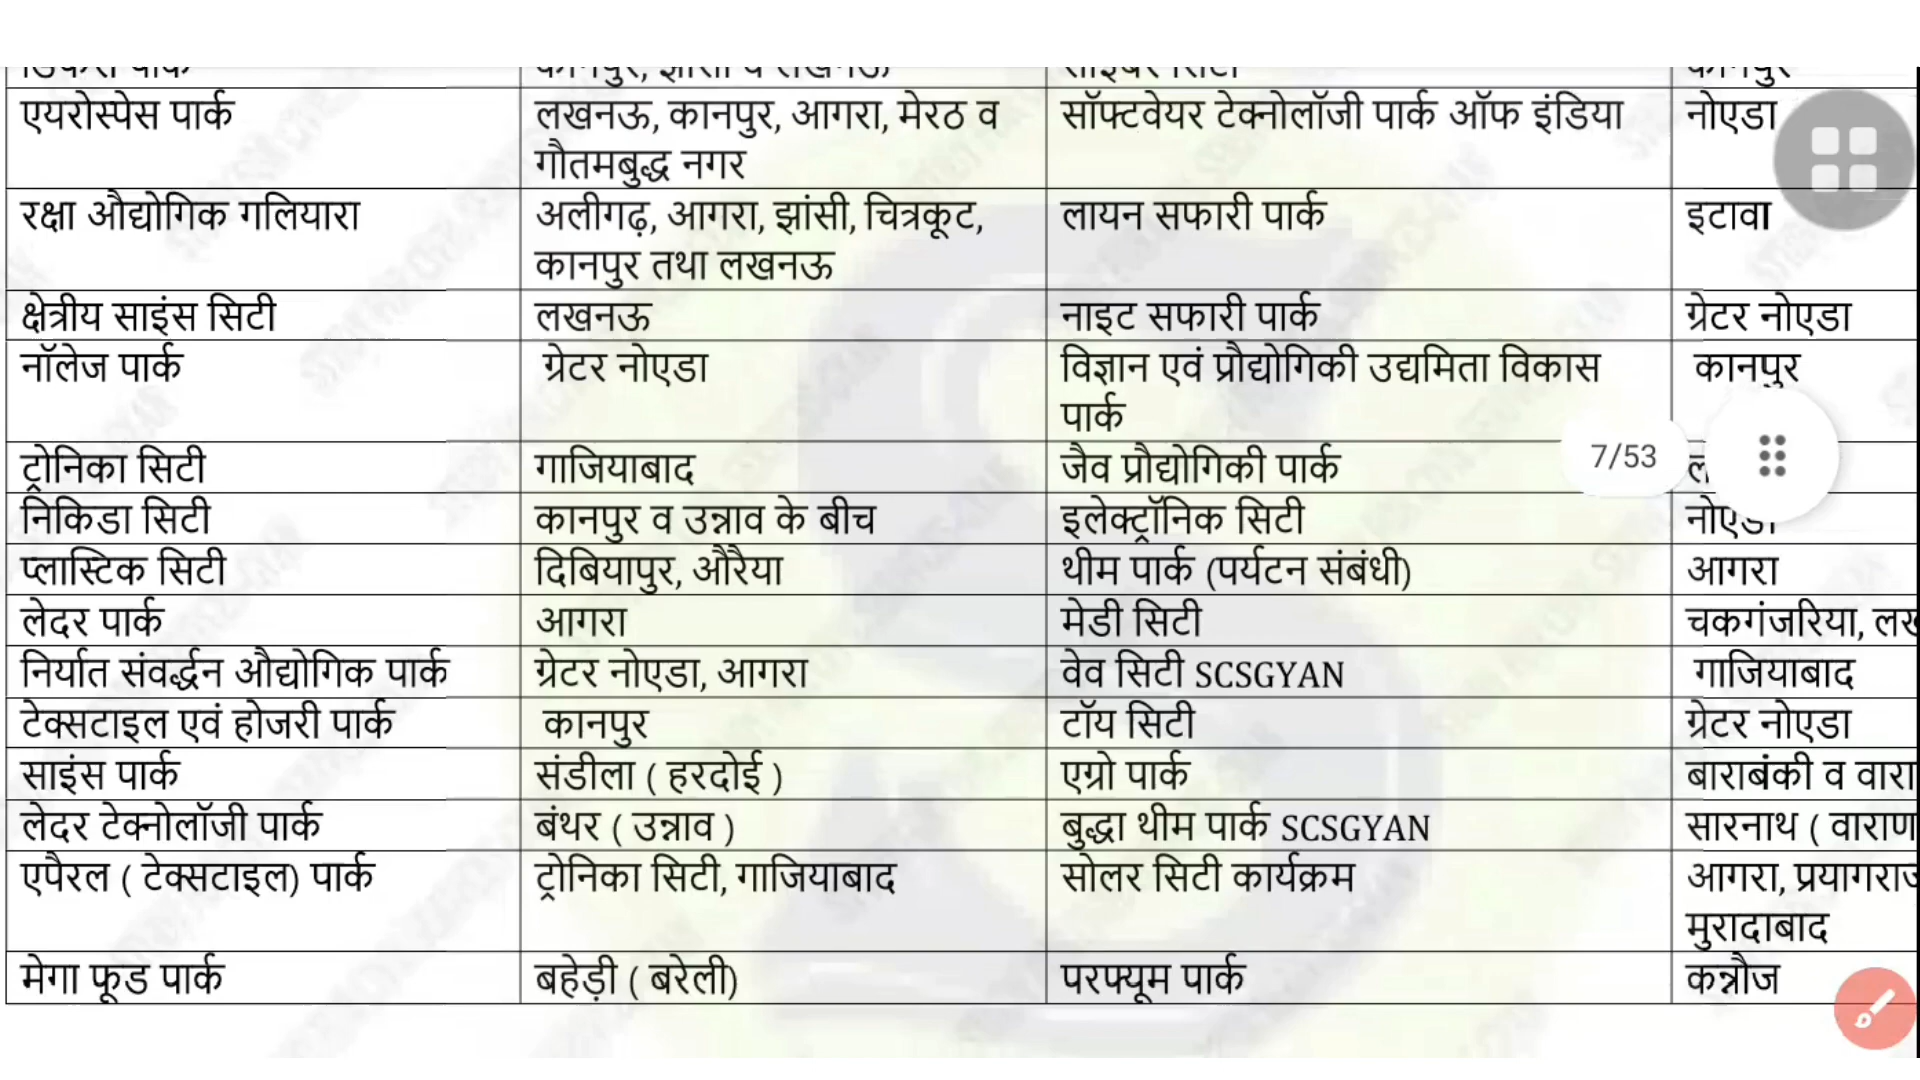 एयरोस्पेस पार्क लखनऊ, कानपुर, आगरा, मेरठ व सॉफ्टवेयर टेक्नोलॉजी पार्क ऑफ इंडिया नोएडा
गौतमबुद्ध नगर
रक्षा औद्योगिक गलियारा अलीगढ़, आगरा, झांसी, चित्रकूट, लायन सफारी पार्क इटावा
कानपुर तथा लखनऊ
क्षेत्रीय साइंस सिटी लखनऊ नाइट सफारी पार्क ग्रेटर नोएडा
नॉलेज पार्क ग्रेटर नोएडा विज्ञान एवं प्रौद्योगिकी उद्यमिता विकास कानपुर
पार्क
ट्रोनिका सिटी गाजियाबाद जैव प्रौद्योगिकी पार्क 7/53
निकिडा सिटी कानपुर व उन्नाव के बीच इलेक्ट्रॉनिक सिटी नोएडा
प्लास्टिक सिटी दिबियापुर, औरैया थीम पार्क (पर्यटन संबंधी) आगरा
लेदर पार्क आगरा मेडी सिटी चकगंजरिया,
निर्यात संवर्द्धन औद्योगिक पार्क ग्रेटर नोएडा, आगरा वेव सिटी SCSGYAN गाजियाबाद
टेक्सटाइल एवं होजरी पार्क कानपुर टॉय सिटी ग्रेटर नोएडा
साइंस पार्क संडीला ( हरदोई ) एग्रो पार्क बाराबंकी व
लेदर टेक्नोलॉजी पार्क बंथर ( उन्नाव ) बुद्धा थीम पार्क SCSGYAN सारनाथ (
एपैरल ( टेक्सटाइल) पार्क ट्रोनिका सिटी, गाजियाबाद सोलर सिटी कार्यक्रम आगरा,
मुरादाबाद
मेगा फूड पार्क बहेड़ी ( बरेली) परफ्यूम पार्क कन्नौज